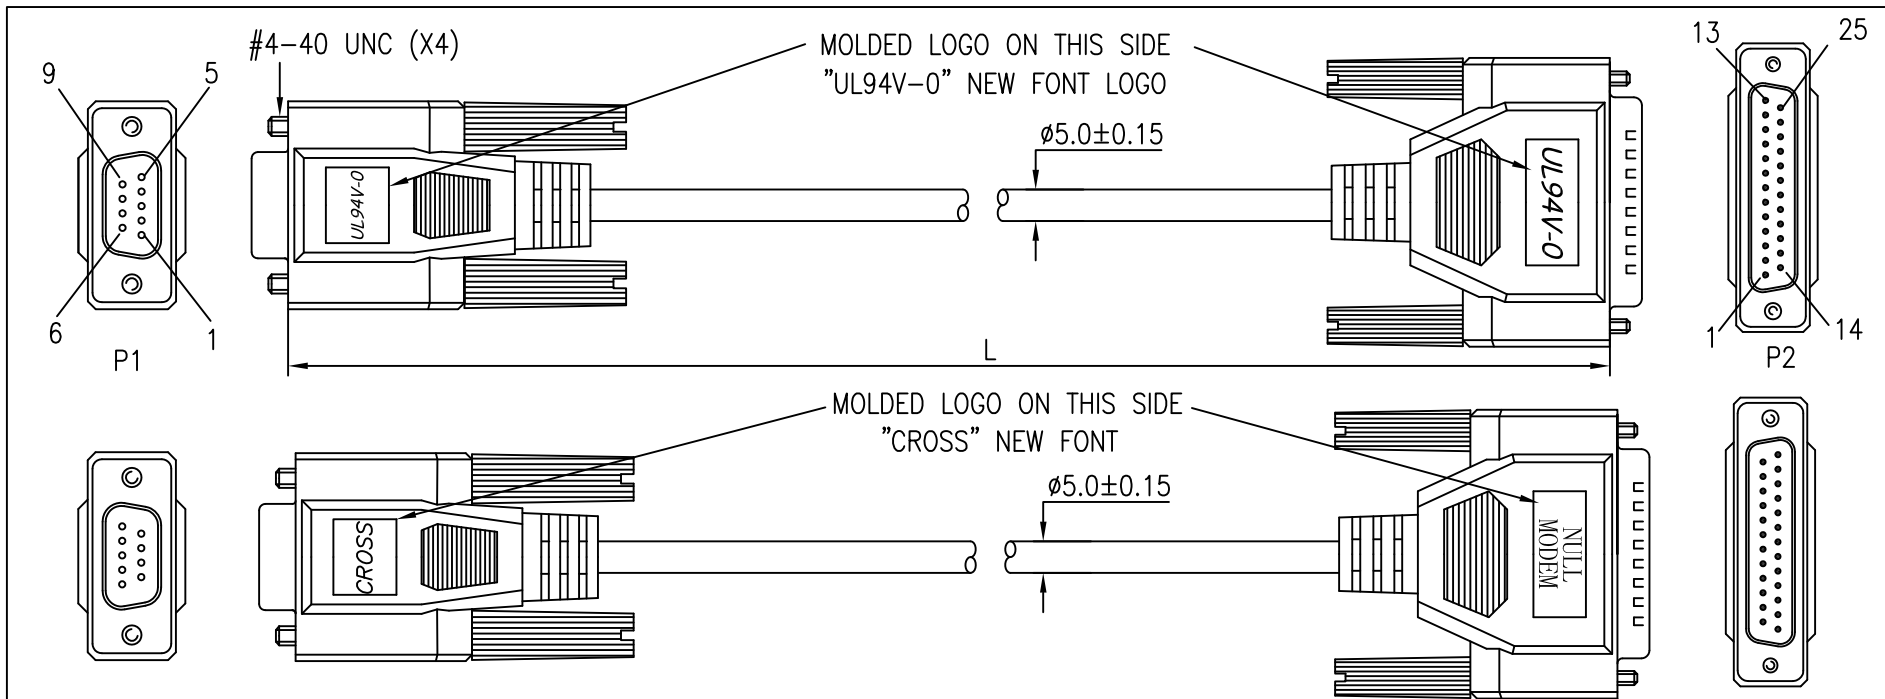 #4-40 UNC (X4)
MOLDED LOGO ON THIS SIDE
"UL94V-0" NEW FONT LOGO
13
25
9
5
ø5.0±0.15
UL94V-0
UL94V-0
6
1
P1
L
1
14
P2
MOLDED LOGO ON THIS SIDE
"CROSS" NEW FONT
ø5.0±0.15
CROSS
NULL
MODEM